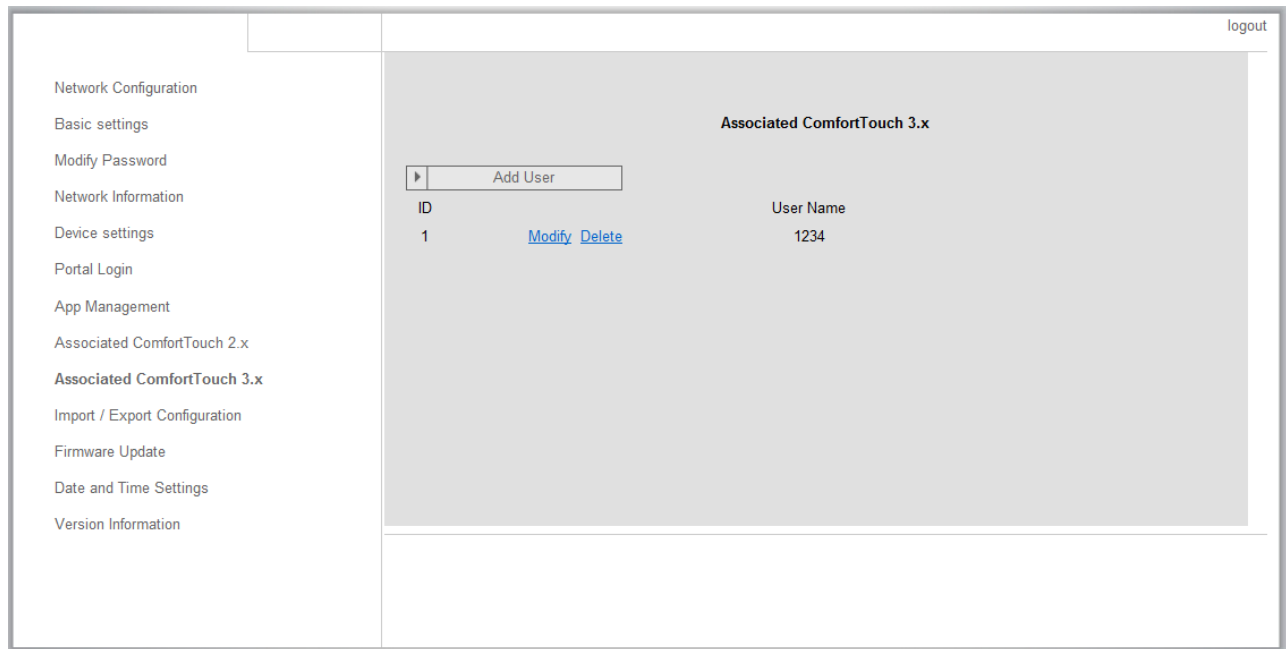 logout
Network Configuration
Basic settings
Modify Password
Network Information
Device settings
Portal Login
App Management
Associated ComfortTouch 2.x
Associated ComfortTouch 3.x
Import / Export Configuration
Firmware Update
Date and Time Settings
Version Information
Associated ComfortTouch 3.x
Add User
ID User Name
1 Modify Delete 1234